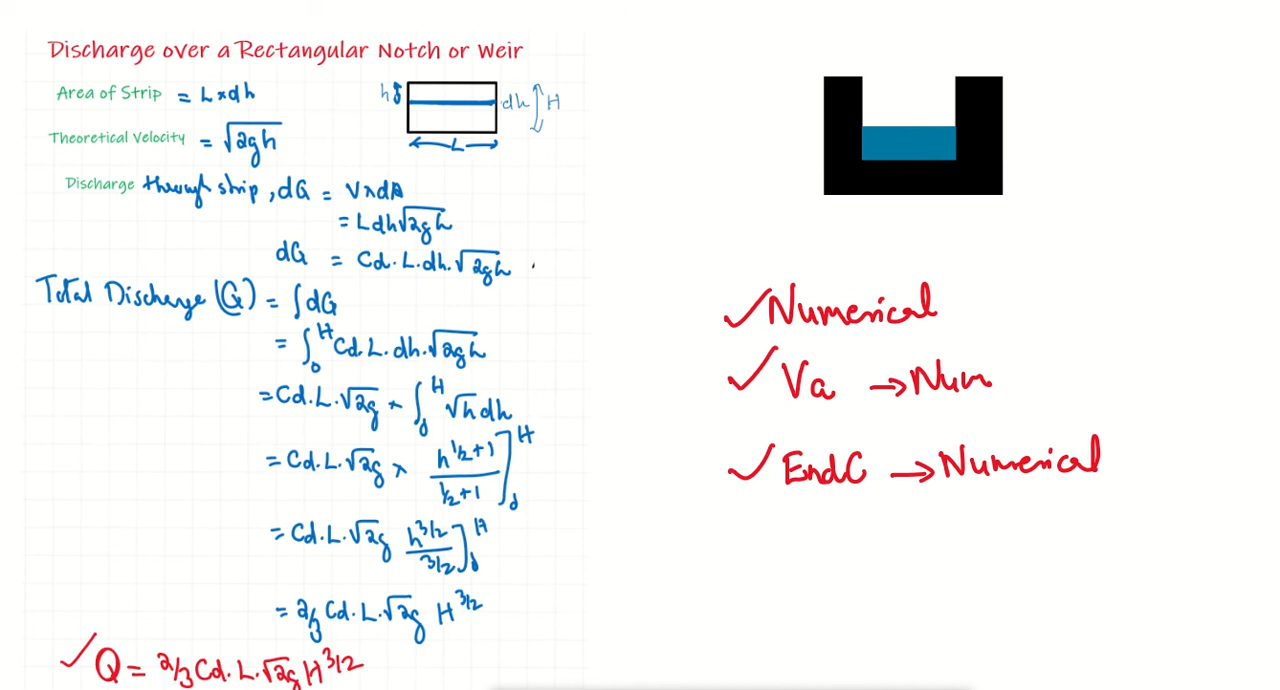 Discharge over a Rectangular Notch or Weir
Area of Strip = L×dh
h
dh
H
L
Theoretical Velocity = √2gh
Discharge through strip, dQ = V×dA
= Ldh√2gh
dQ = Cd.L.dh.√2gh
Total Discharge (Q) = ∫dQ
= ∫₀ᴴ Cd.L.dh.√2gh
= Cd.L.√2g × ∫₀ᴴ √h dh
= Cd.L.√2g × h^(1/2+1)/(1/2+1)]₀ᴴ
= Cd.L.√2g h^(3/2)/(3/2)]₀ᴴ
= 2/3 Cd.L.√2g H^(3/2)
✓ Q = 2/3 Cd.L.√2g H^(3/2)
✓ Numerical
✓ Va → Num
✓ EndC → Numerical